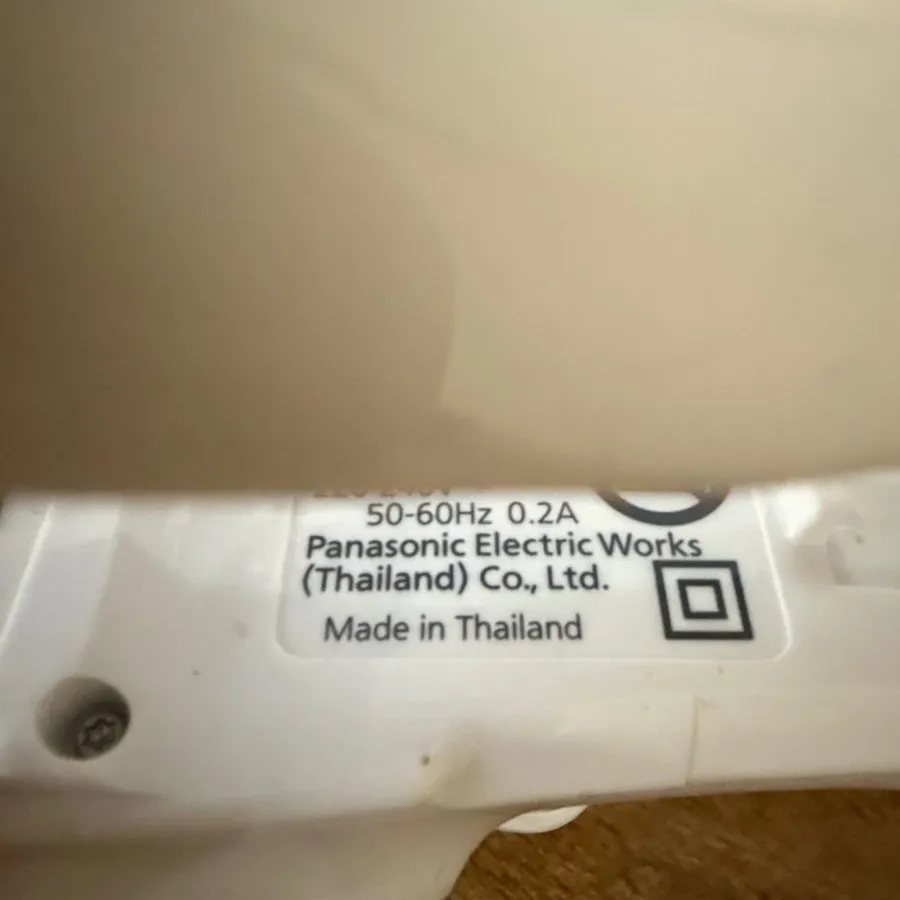 50-60Hz 0.2A
Panasonic Electric Works
(Thailand) Co., Ltd.
Made in Thailand